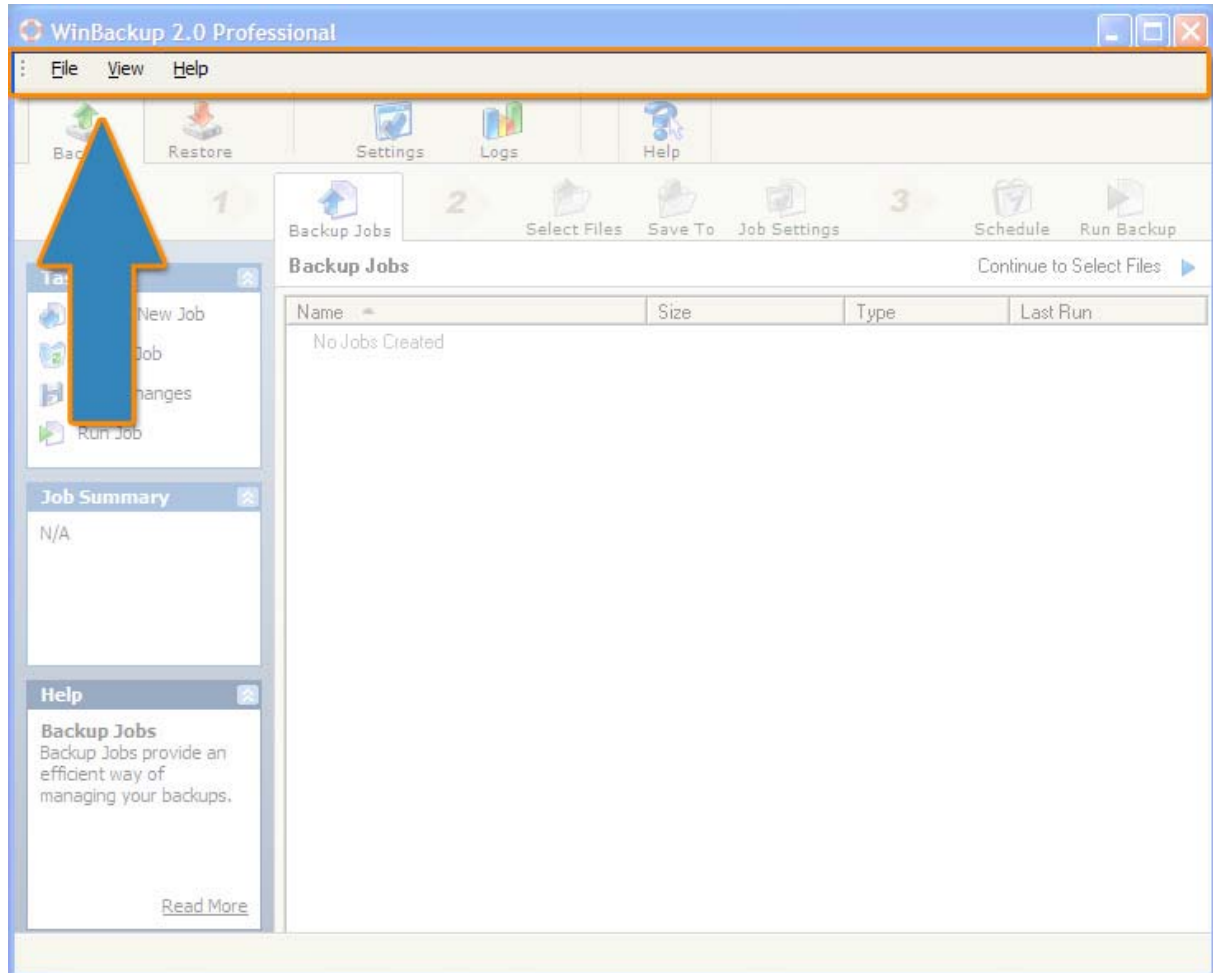 WinBackup 2.0 Professional
File View Help
Restore Settings Logs Help
1 Backup Jobs 2 Select Files Save To Job Settings 3 Schedule Run Backup
Backup Jobs Continue to Select Files
Name Size Type Last Run
No Jobs Created
New Job
Job
Run Job
Job Summary
N/A
Help
Backup Jobs
Backup Jobs provide an
efficient way of
managing your backups.
Read More